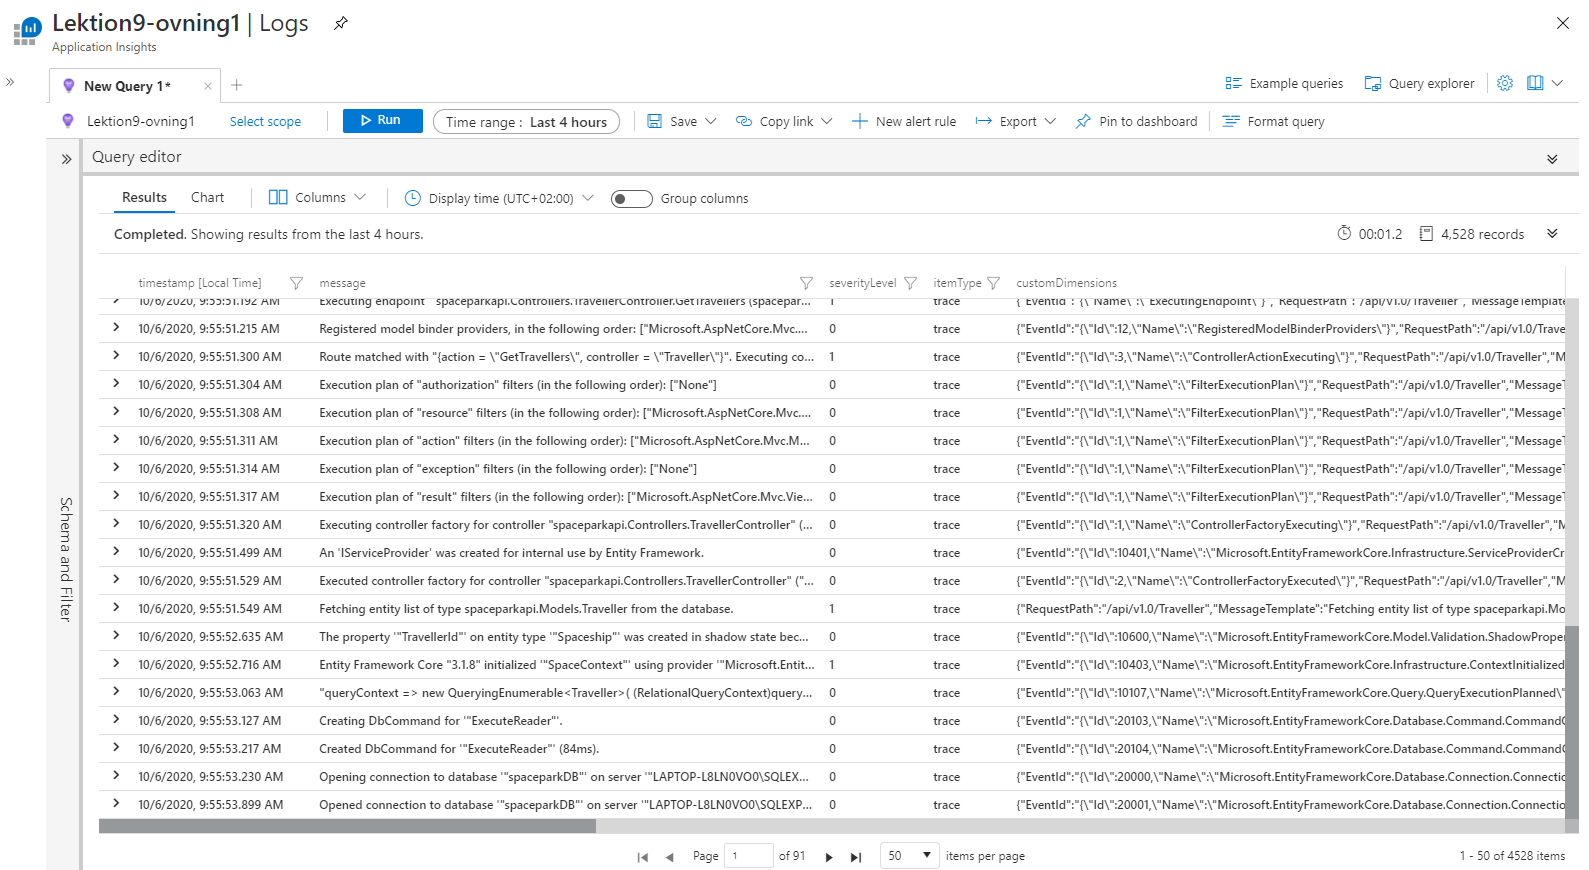 Lektion9-ovning1 | Logs
Application Insights
New Query 1*
Example queries
Query explorer
Lektion9-ovning1
Select scope
Run
Time range : Last 4 hours
Save
Copy link
New alert rule
Export
Pin to dashboard
Format query
Query editor
Schema and Filter
Results
Chart
Columns
Display time (UTC+02:00)
Group columns
Completed. Showing results from the last 4 hours.
00:01.2
4,528 records
timestamp [Local Time] message severityLevel itemType customDimensions
10/6/2020, 9:55:51.192 AM Executing endpoint "spaceparkapi.Controllers.TravellerController.GetTravellers (spacepar... 1 trace {"EventId":"{\"Name\":\"ExecutingEndpoint\"}","RequestPath":"/api/v1.0/Traveller","MessageTemplate
10/6/2020, 9:55:51.215 AM Registered model binder providers, in the following order: ["Microsoft.AspNetCore.Mvc.... 0 trace {"EventId":"{\"Id\":12,\"Name\":\"RegisteredModelBinderProviders\"}","RequestPath":"/api/v1.0/Trave
10/6/2020, 9:55:51.300 AM Route matched with "{action = \"GetTravellers\", controller = \"Traveller\"}". Executing co... 1 trace {"EventId":"{\"Id\":3,\"Name\":\"ControllerActionExecuting\"}","RequestPath":"/api/v1.0/Traveller","M
10/6/2020, 9:55:51.304 AM Execution plan of "authorization" filters (in the following order): ["None"] 0 trace {"EventId":"{\"Id\":1,\"Name\":\"FilterExecutionPlan\"}","RequestPath":"/api/v1.0/Traveller","MessageT
10/6/2020, 9:55:51.308 AM Execution plan of "resource" filters (in the following order): ["Microsoft.AspNetCore.Mvc.... 0 trace {"EventId":"{\"Id\":1,\"Name\":\"FilterExecutionPlan\"}","RequestPath":"/api/v1.0/Traveller","MessageT
10/6/2020, 9:55:51.311 AM Execution plan of "action" filters (in the following order): ["Microsoft.AspNetCore.Mvc.M... 0 trace {"EventId":"{\"Id\":1,\"Name\":\"FilterExecutionPlan\"}","RequestPath":"/api/v1.0/Traveller","MessageT
10/6/2020, 9:55:51.314 AM Execution plan of "exception" filters (in the following order): ["None"] 0 trace {"EventId":"{\"Id\":1,\"Name\":\"FilterExecutionPlan\"}","RequestPath":"/api/v1.0/Traveller","MessageT
10/6/2020, 9:55:51.317 AM Execution plan of "result" filters (in the following order): ["Microsoft.AspNetCore.Mvc.Vie... 0 trace {"EventId":"{\"Id\":1,\"Name\":\"FilterExecutionPlan\"}","RequestPath":"/api/v1.0/Traveller","MessageT
10/6/2020, 9:55:51.320 AM Executing controller factory for controller "spaceparkapi.Controllers.TravellerController" (... 0 trace {"EventId":"{\"Id\":1,\"Name\":\"ControllerFactoryExecuting\"}","RequestPath":"/api/v1.0/Traveller","M
10/6/2020, 9:55:51.499 AM An 'IServiceProvider' was created for internal use by Entity Framework. 0 trace {"EventId":"{\"Id\":10401,\"Name\":\"Microsoft.EntityFrameworkCore.Infrastructure.ServiceProviderCr
10/6/2020, 9:55:51.529 AM Executed controller factory for controller "spaceparkapi.Controllers.TravellerController" ("... 0 trace {"EventId":"{\"Id\":2,\"Name\":\"ControllerFactoryExecuted\"}","RequestPath":"/api/v1.0/Traveller","M
10/6/2020, 9:55:51.549 AM Fetching entity list of type spaceparkapi.Models.Traveller from the database. 1 trace {"RequestPath":"/api/v1.0/Traveller","MessageTemplate":"Fetching entity list of type spaceparkapi.Mo
10/6/2020, 9:55:52.635 AM The property '"TravellerId"' on entity type '"Spaceship"' was created in shadow state bec... 0 trace {"EventId":"{\"Id\":10600,\"Name\":\"Microsoft.EntityFrameworkCore.Model.Validation.ShadowProper
10/6/2020, 9:55:52.716 AM Entity Framework Core "3.1.8" initialized '"SpaceContext"' using provider '"Microsoft.Entit... 1 trace {"EventId":"{\"Id\":10403,\"Name\":\"Microsoft.EntityFrameworkCore.Infrastructure.ContextInitialized
10/6/2020, 9:55:53.063 AM "queryContext => new QueryingEnumerable<Traveller>( (RelationalQueryContext)query... 0 trace {"EventId":"{\"Id\":10107,\"Name\":\"Microsoft.EntityFrameworkCore.Query.QueryExecutionPlanned\"
10/6/2020, 9:55:53.127 AM Creating DbCommand for '"ExecuteReader"'. 0 trace {"EventId":"{\"Id\":20103,\"Name\":\"Microsoft.EntityFrameworkCore.Database.Command.CommandC
10/6/2020, 9:55:53.217 AM Created DbCommand for '"ExecuteReader"' (84ms). 0 trace {"EventId":"{\"Id\":20104,\"Name\":\"Microsoft.EntityFrameworkCore.Database.Command.CommandC
10/6/2020, 9:55:53.230 AM Opening connection to database '"spaceparkDB"' on server '"LAPTOP-L8LN0VO0\SQLEX... 0 trace {"EventId":"{\"Id\":20000,\"Name\":\"Microsoft.EntityFrameworkCore.Database.Connection.Connectio
10/6/2020, 9:55:53.899 AM Opened connection to database '"spaceparkDB"' on server '"LAPTOP-L8LN0VO0\SQLEXP... 0 trace {"EventId":"{\"Id\":20001,\"Name\":\"Microsoft.EntityFrameworkCore.Database.Connection.Connectio
Page 1 of 91
50 items per page
1 - 50 of 4528 items